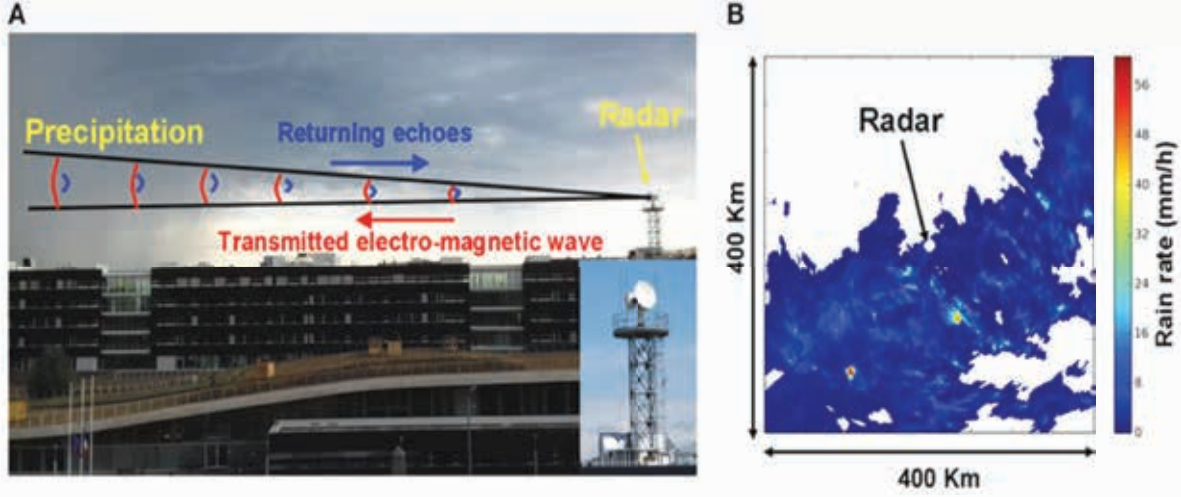 A
Precipitation
Returning echoes
Radar
Transmitted electro-magnetic wave
B
Radar
400 Km
400 Km
56
48
40
32
24
16
8
0
Rain rate (mm/h)